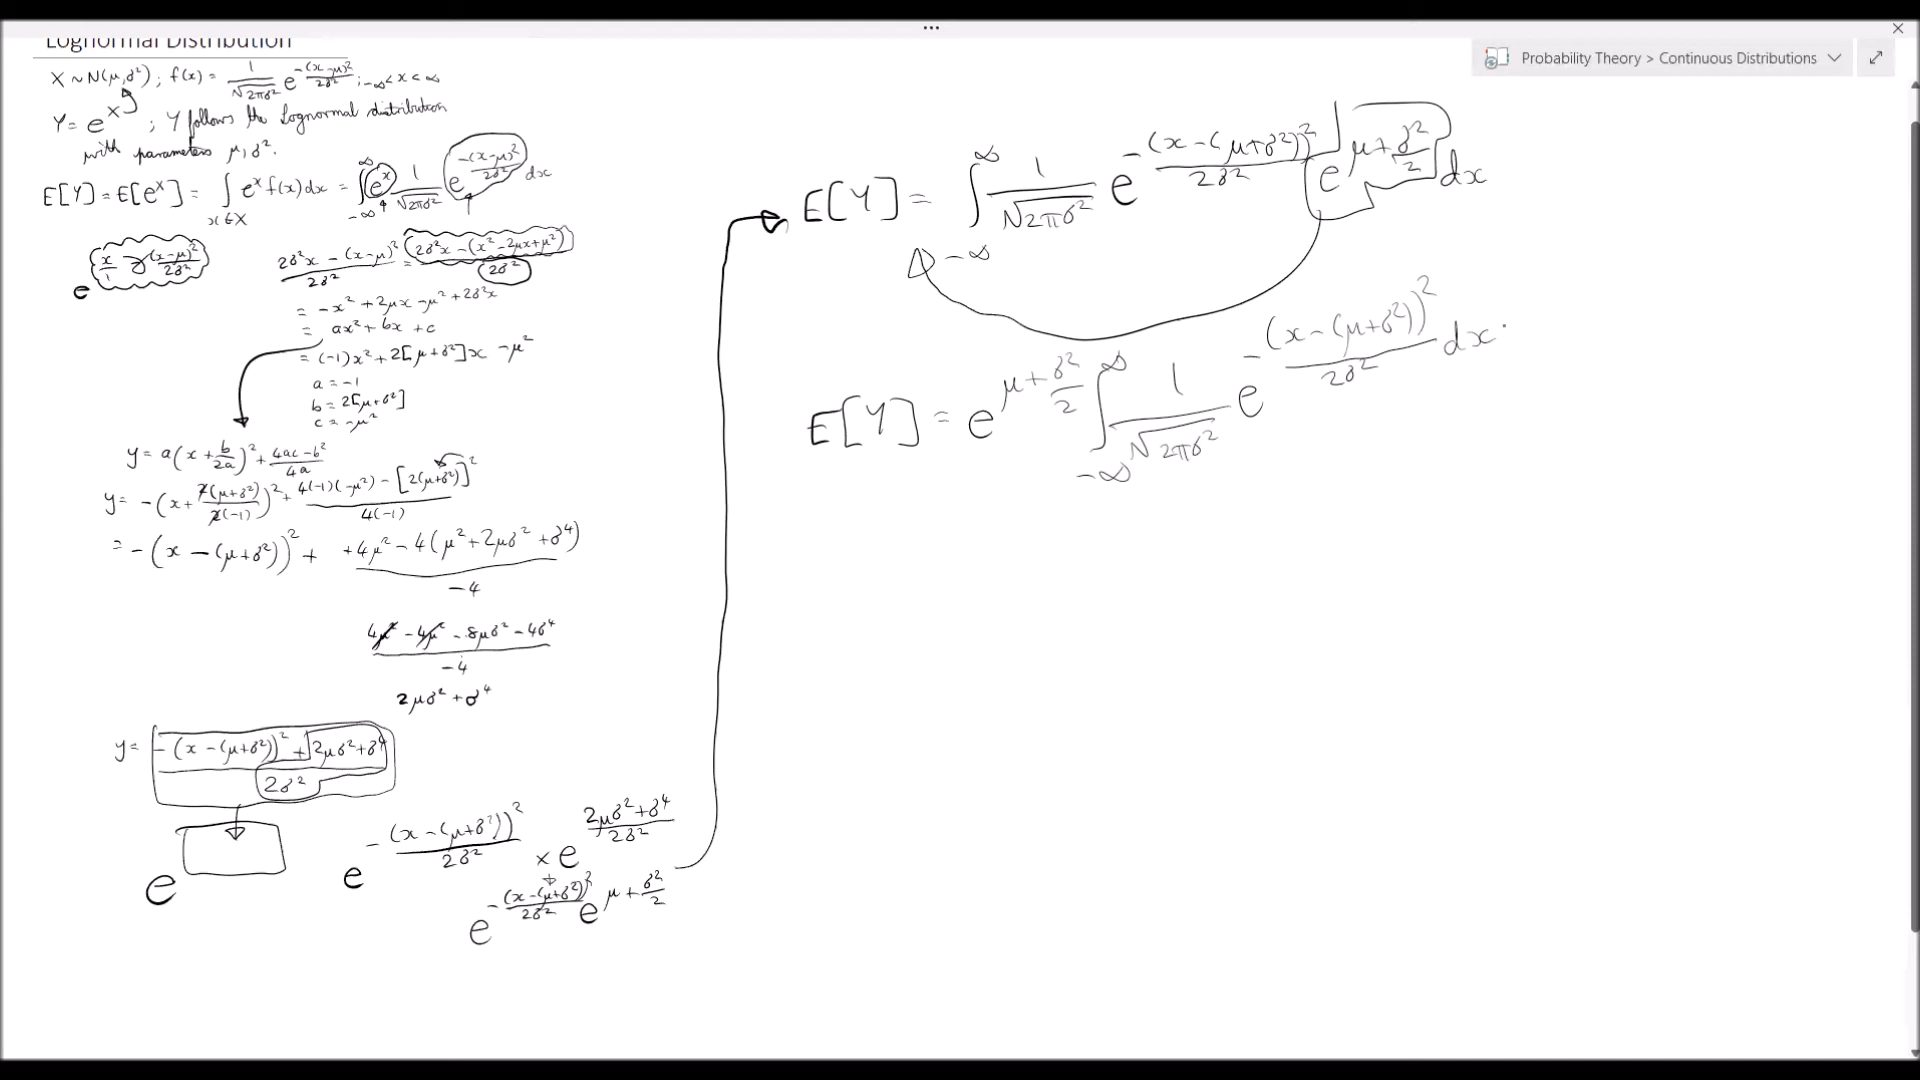 Lognormal Distribution
X ~ N(μ,σ²) ; f(x) = 1/√2πσ² e^-(x-μ)²/2σ² ; -∞ < x < ∞
Y = e^x ; Y follows the Lognormal distribution
with parameters μ, σ².
E[Y] = E[e^x] = ∫_{x∈X} e^x f(x)dx = ∫_{-∞}^{∞} e^x 1/√2πσ² e^-(x-μ)²/2σ² dx
e^{x/1 - (x-μ)²/2σ²}
2σ²x - (x-μ)²/2σ² = 2σ²x - (x² - 2μx + μ²)/2σ²
= -x² + 2μx - μ² + 2σ²x
= ax² + bx + c
= (-1)x² + 2[μ+σ²]x - μ²
a = -1
b = 2[μ+σ²]
c = -μ²
y = a(x + b/2a)² + 4ac-b²/4a
y = -(x + 2(μ+σ²)/2(-1))² + 4(-1)(-μ²) - [2(μ+σ²)]²/4(-1)
= -(x - (μ+σ²))² + +4μ² - 4(μ² + 2μσ² + σ⁴)/-4
4μ² - 4μ² - 8μσ² - 4σ⁴/-4
2μσ² + σ⁴
y = -(x - (μ+σ²))² + 2μσ² + σ⁴/2σ²
e
e^-(x-(μ+σ²))²/2σ² × e^2μσ²+σ⁴/2σ²
e^-(x-(μ+σ²))²/2σ² e^μ+σ²/2
Probability Theory > Continuous Distributions
E[Y] = ∫_{-∞}^{∞} 1/√2πσ² e^-(x-(μ+σ²))²/2σ² e^μ+σ²/2 dx
E[Y] = e^μ+σ²/2 ∫_{-∞}^{∞} 1/√2πσ² e^-(x-(μ+σ²))²/2σ² dx